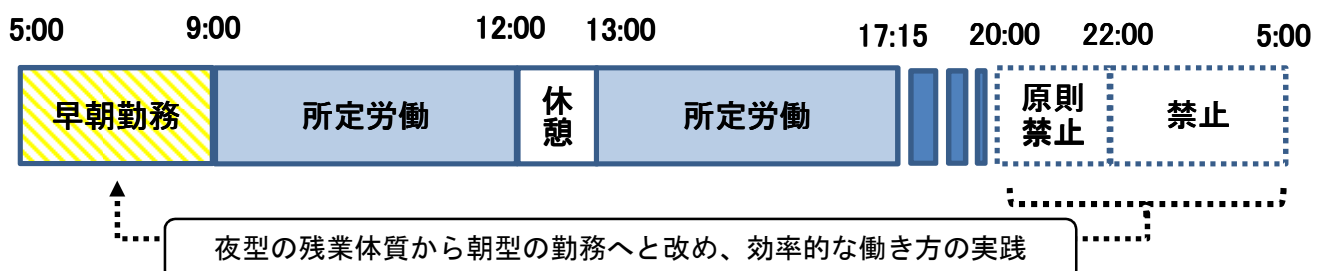 5:00 9:00 12:00 13:00 17:15 20:00 22:00 5:00
早朝勤務
所定労働
休
憩
所定労働
原則
禁止
禁止
夜型の残業体質から朝型の勤務へと改め、効率的な働き方の実践